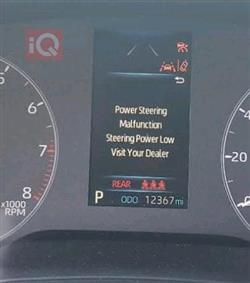 iQ
Power Steering
Malfunction
Steering Power Low
Visit Your Dealer
REAR
P ODO 12367 mi
6
7
8
x1000
RPM
20
0